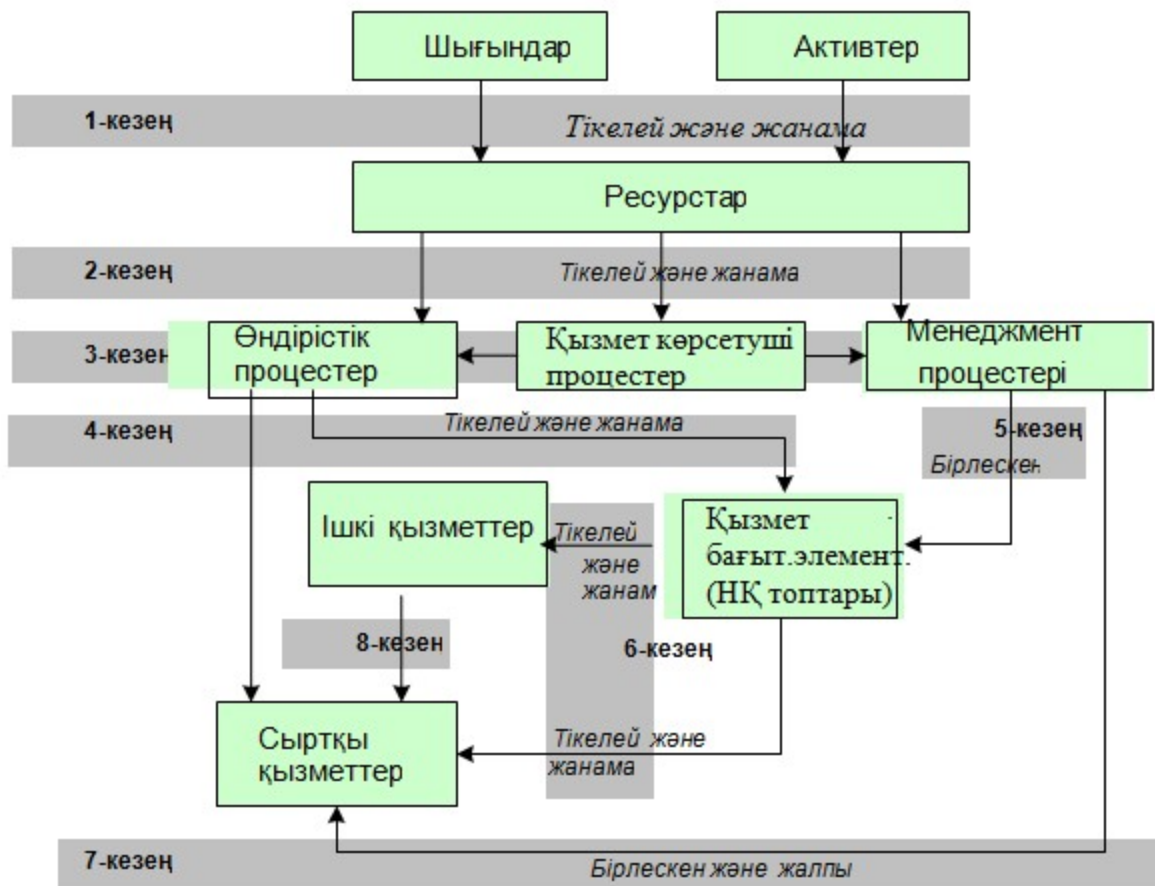 Шығындар
Активтер
1-кезең
Тікелей және жанама
Ресурстар
2-кезең
Тікелей және жанама
3-кезең
Өндірістік
процестер
Қызмет көрсетуші
процестер
Менеджмент
процестері
4-кезең
Тікелей және жанама
5-кезең
Бірлескен
Ішкі қызметтер
Тікелей
және
жанам
Қызмет
бағыт.элемент.
(НҚ топтары)
8-кезең
6-кезең
Сыртқы
қызметтер
Тікелей және
жанама
7-кезең
Бірлескен және жалпы